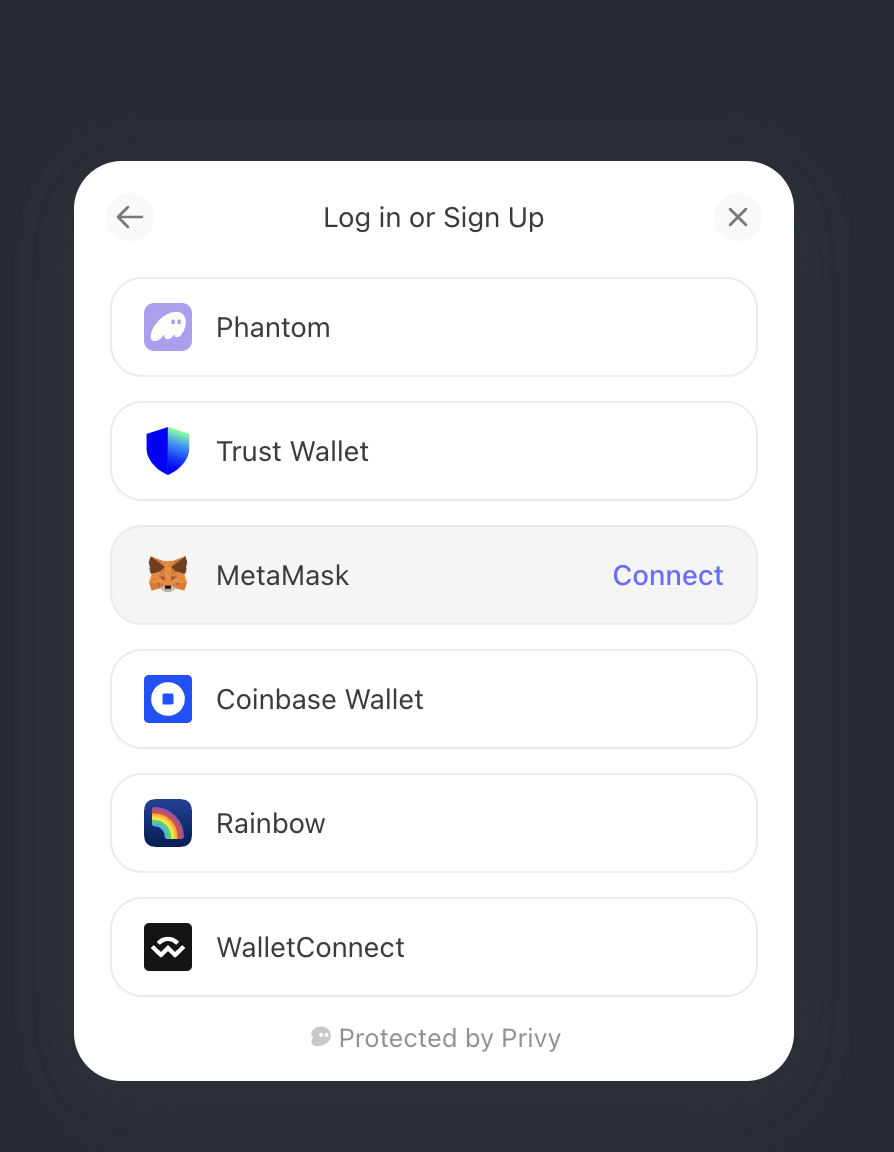 Log in or Sign Up
Phantom
Trust Wallet
MetaMask Connect
Coinbase Wallet
Rainbow
WalletConnect
Protected by Privy